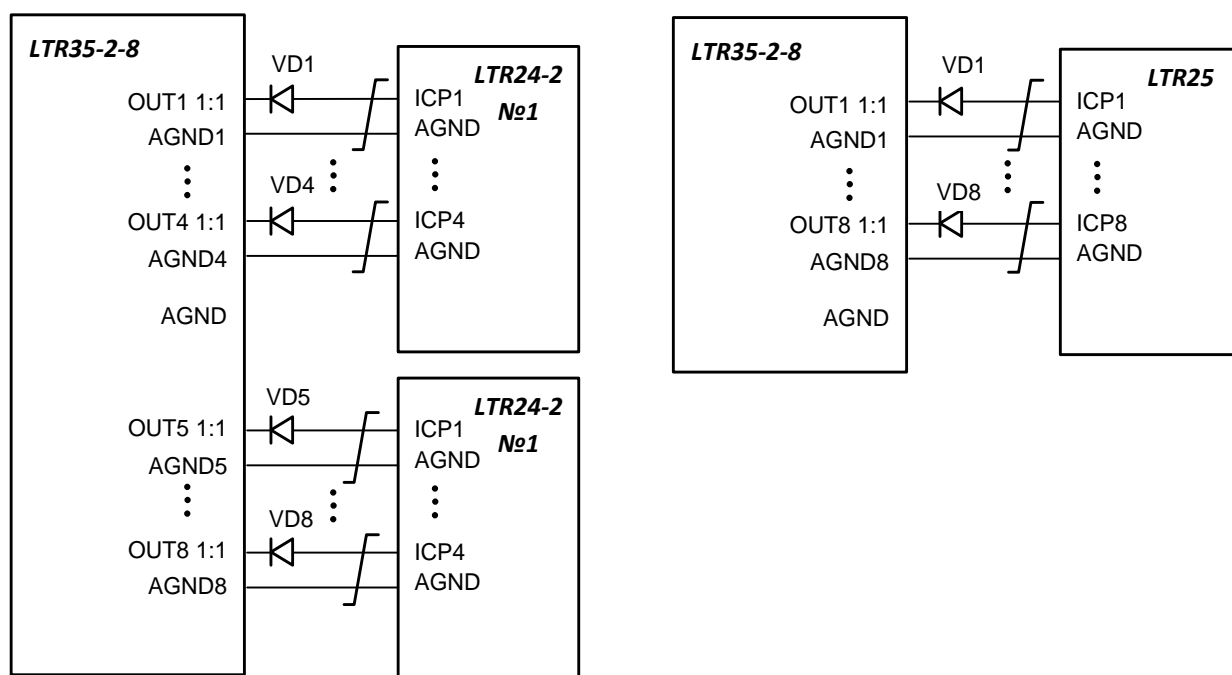 LTR35-2-8
VD1
LTR24-2
№1
OUT1 1:1
ICP1
AGND1
AGND
VD4
OUT4 1:1
ICP4
AGND4
AGND
AGND
VD5
LTR24-2
№1
OUT5 1:1
ICP1
AGND5
AGND
VD8
OUT8 1:1
ICP4
AGND8
AGND
LTR35-2-8
VD1
LTR25
OUT1 1:1
ICP1
AGND1
AGND
VD8
OUT8 1:1
ICP8
AGND8
AGND
AGND